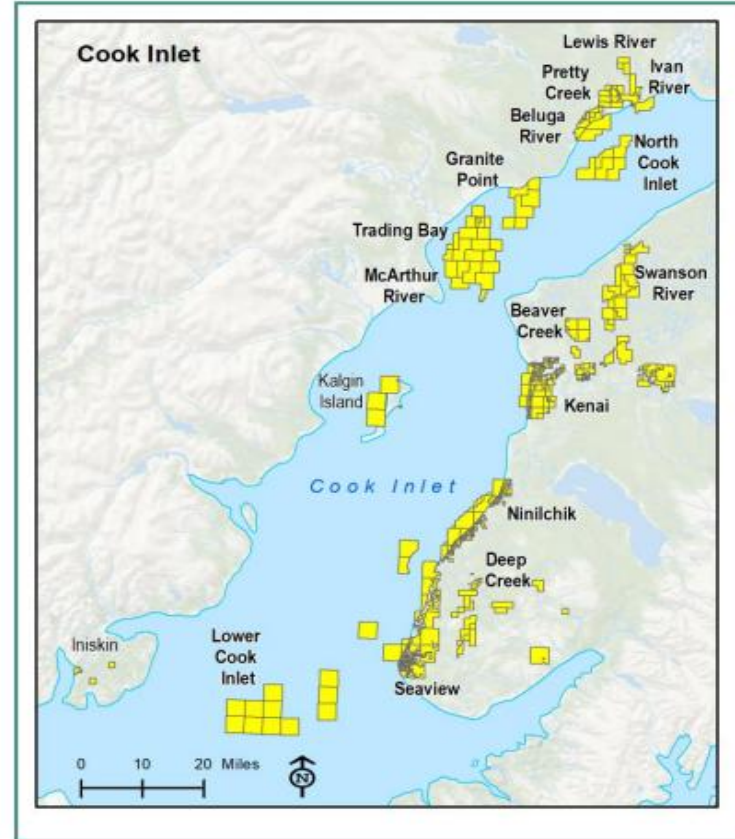 Cook Inlet
Lewis River
Pretty
Creek
Ivan
River
Beluga
River
North
Cook
Inlet
Granite
Point
Trading Bay
McArthur
River
Swanson
River
Beaver
Creek
Kalgin
Island
Kenai
Cook Inlet
Ninilchik
Deep
Creek
Iniskin
Lower
Cook
Inlet
Seaview
0 10 20 Miles
N